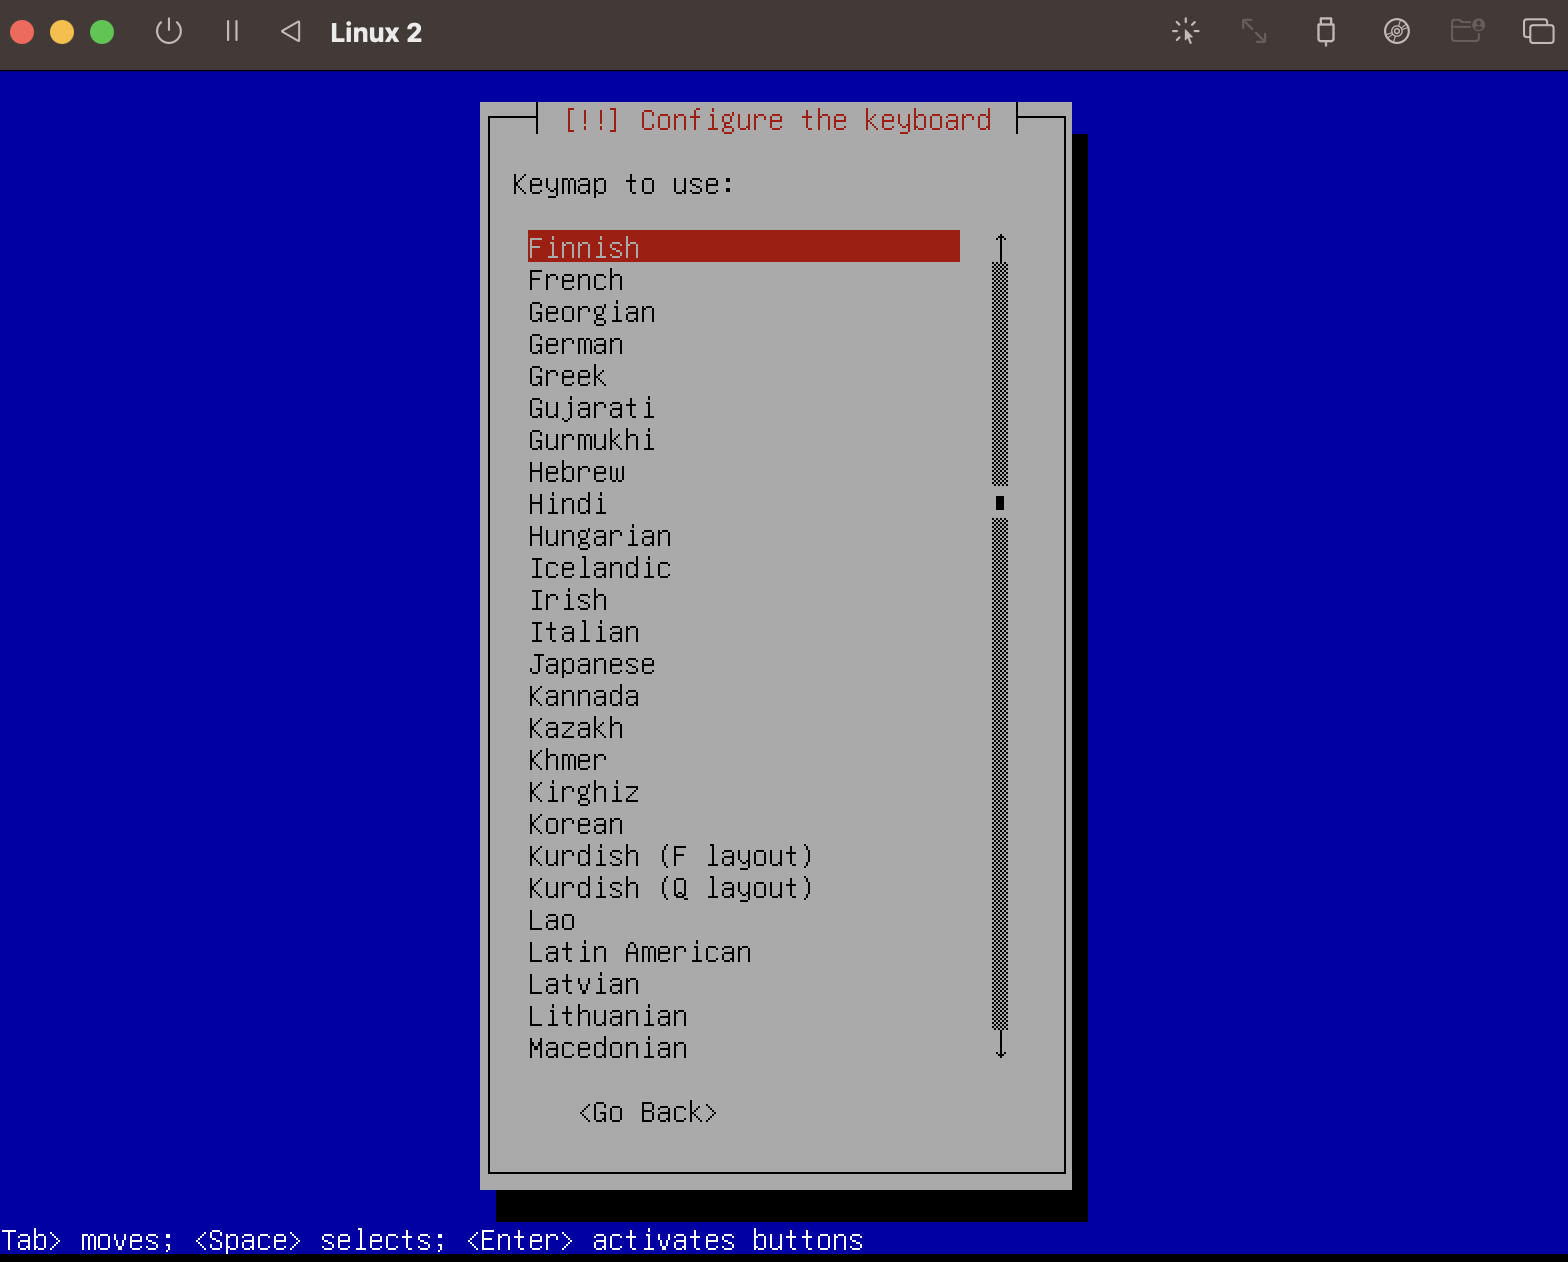 Linux 2
[!!] Configure the keyboard
Keymap to use:
Finnish
French
Georgian
German
Greek
Gujarati
Gurmukhi
Hebrew
Hindi
Hungarian
Icelandic
Irish
Italian
Japanese
Kannada
Kazakh
Khmer
Kirghiz
Korean
Kurdish (F layout)
Kurdish (Q layout)
Lao
Latin American
Latvian
Lithuanian
Macedonian
<Go Back>
Tab> moves; <Space> selects; <Enter> activates buttons